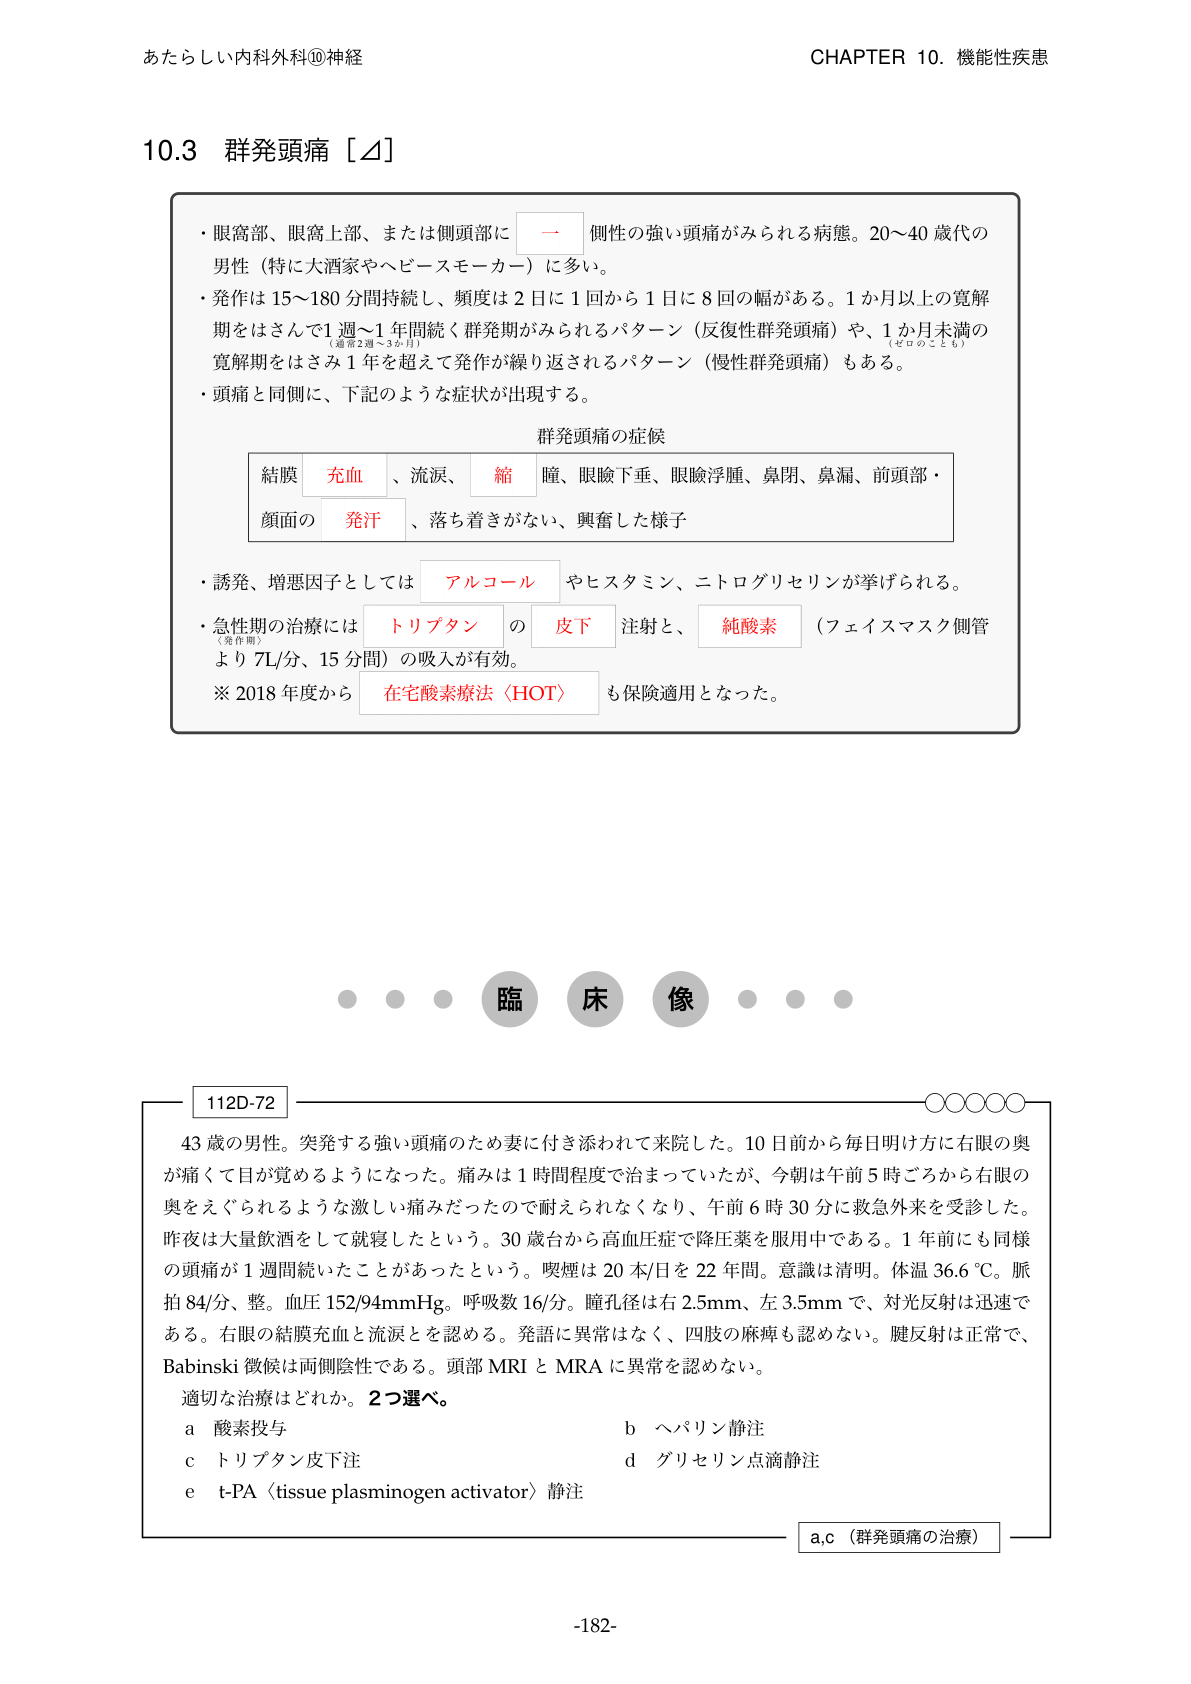 あたらしい内科外科⑩神経
CHAPTER 10. 機能性疾患
10.3 群発頭痛［⊿］
・眼窩部、眼窩上部、または側頭部に 一 側性の強い頭痛がみられる病態。20〜40 歳代の
男性（特に大酒家やヘビースモーカー）に多い。
・発作は 15〜180 分間持続し、頻度は 2 日に 1 回から 1 日に 8 回の幅がある。1 か月以上の寛解
期をはさんで1 週〜1 年間続く群発期がみられるパターン（反復性群発頭痛）や、1 か月未満の
（通常2週〜3か月）
（ゼロのことも）
寛解期をはさみ 1 年を超えて発作が繰り返されるパターン（慢性群発頭痛）もある。
・頭痛と同側に、下記のような症状が出現する。
群発頭痛の症候
結膜 充血 、流涙、 縮 瞳、眼瞼下垂、眼瞼浮腫、鼻閉、鼻漏、前頭部・
顔面の 発汗 、落ち着きがない、興奮した様子
・誘発、増悪因子としては アルコール やヒスタミン、ニトログリセリンが挙げられる。
・急性期の治療には トリプタン の 皮下 注射と、 純酸素 （フェイスマスク側管
〈発作期〉
より 7L/分、15 分間）の吸入が有効。
※ 2018 年度から 在宅酸素療法〈HOT〉 も保険適用となった。
臨床像
112D-72
43 歳の男性。突発する強い頭痛のため妻に付き添われて来院した。10 日前から毎日明け方に右眼の奥
が痛くて目が覚めるようになった。痛みは 1 時間程度で治まっていたが、今朝は午前 5 時ごろから右眼の
奥をえぐられるような激しい痛みだったので耐えられなくなり、午前 6 時 30 分に救急外来を受診した。
昨夜は大量飲酒をして就寝したという。30 歳台から高血圧症で降圧薬を服用中である。1 年前にも同様
の頭痛が 1 週間続いたことがあったという。喫煙は 20 本/日を 22 年間。意識は清明。体温 36.6 ℃。脈
拍 84/分、整。血圧 152/94mmHg。呼吸数 16/分。瞳孔径は右 2.5mm、左 3.5mm で、対光反射は迅速で
ある。右眼の結膜充血と流涙とを認める。発語に異常はなく、四肢の麻痺も認めない。腱反射は正常で、
Babinski 徴候は両側陰性である。頭部 MRI と MRA に異常を認めない。
適切な治療はどれか。2つ選べ。
a 酸素投与
b ヘパリン静注
c トリプタン皮下注
d グリセリン点滴静注
e t-PA〈tissue plasminogen activator〉静注
a,c（群発頭痛の治療）
-182-